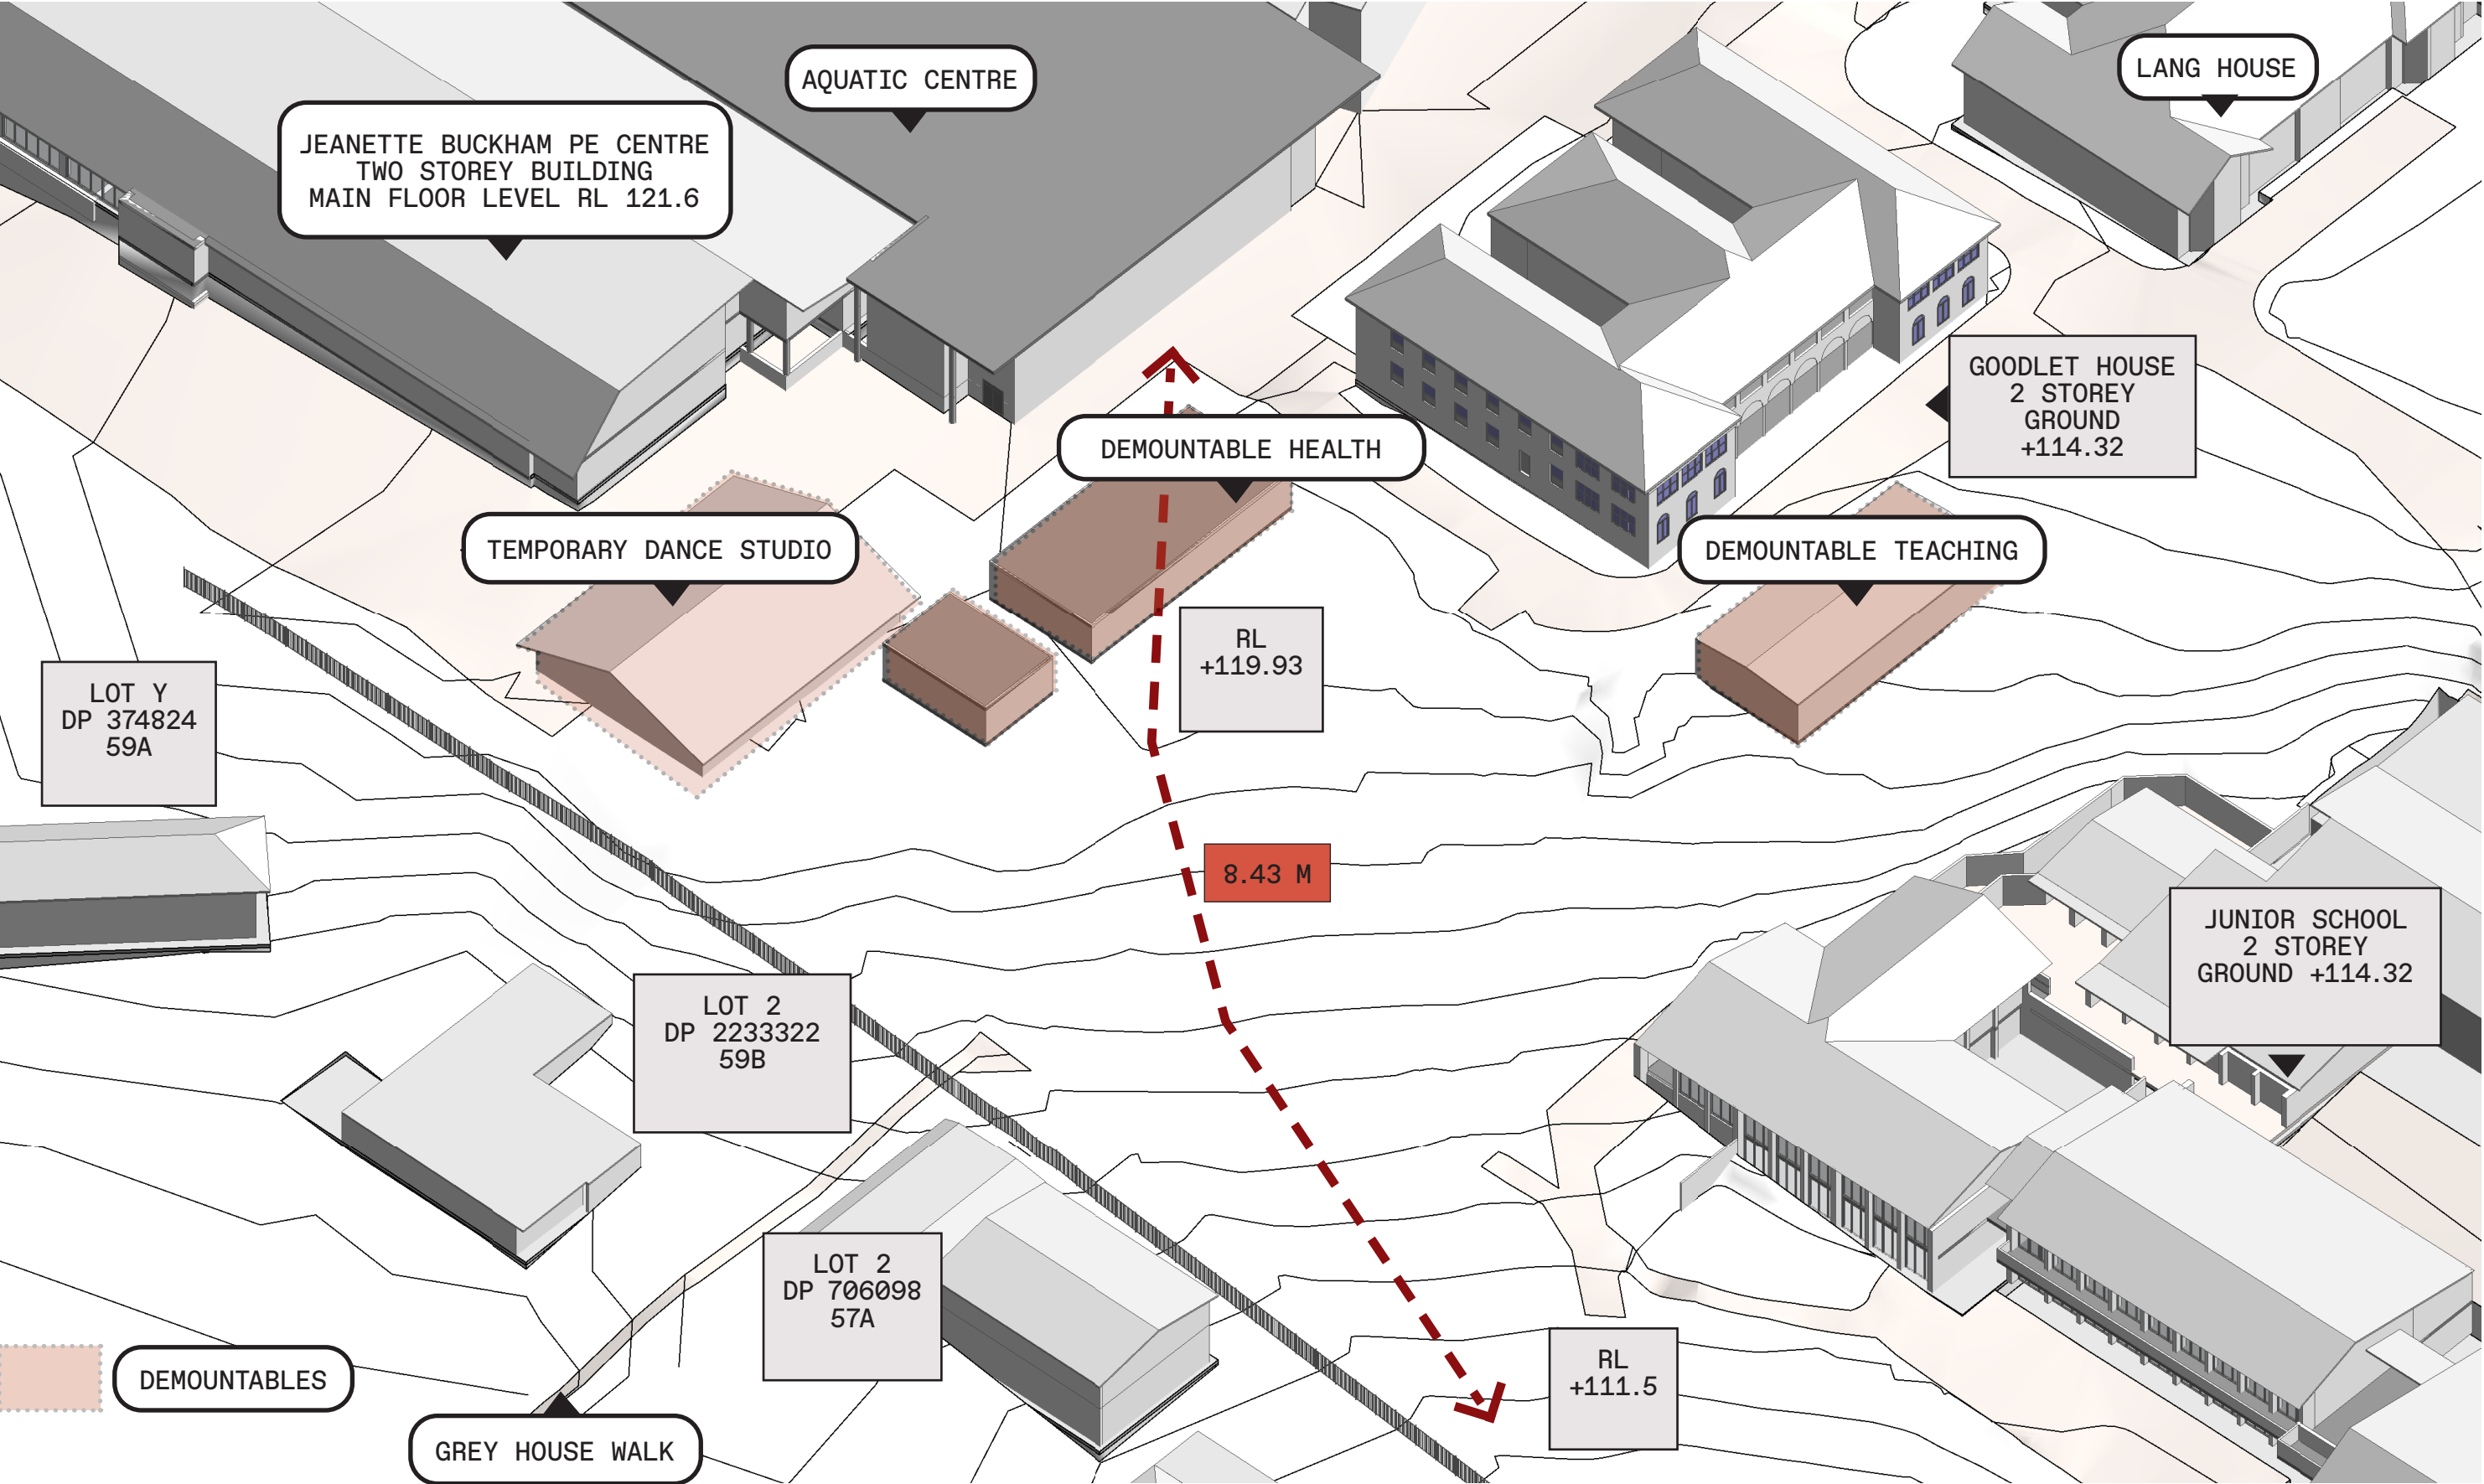 AQUATIC CENTRE
LANG HOUSE
JEANETTE BUCKHAM PE CENTRE
TWO STOREY BUILDING
MAIN FLOOR LEVEL RL 121.6
GOODLET HOUSE
2 STOREY
GROUND
+114.32
DEMOUNTABLE HEALTH
TEMPORARY DANCE STUDIO
DEMOUNTABLE TEACHING
RL
+119.93
LOT Y
DP 374824
59A
8.43 M
JUNIOR SCHOOL
2 STOREY
GROUND +114.32
LOT 2
DP 2233322
59B
LOT 2
DP 706098
57A
RL
+111.5
DEMOUNTABLES
GREY HOUSE WALK